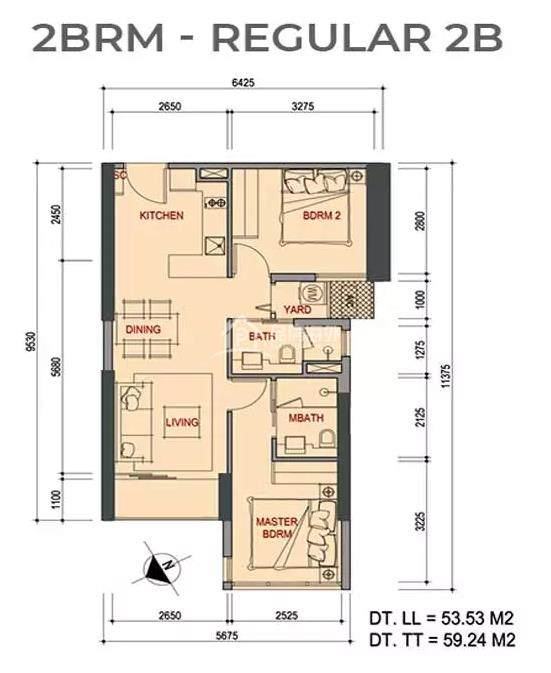 2BRM - REGULAR 2B
6425
2650 3275
SC
KITCHEN
BDRM 2
2450
2800
YARD
WM
1000
DINING
BATH
1275
9530
5680
11375
LIVING
MBATH
2125
1100
MASTER
BDRM
3225
N
2650 2525
5675
DT. LL = 53.53 M2
DT. TT = 59.24 M2